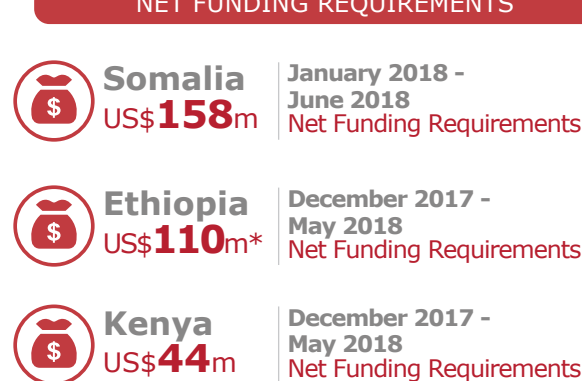 NET FUNDING REQUIREMENTS
$
Somalia
US$158m
January 2018 -
June 2018
Net Funding Requirements
$
Ethiopia
US$110m*
December 2017 -
May 2018
Net Funding Requirements
$
Kenya
US$44m
December 2017 -
May 2018
Net Funding Requirements